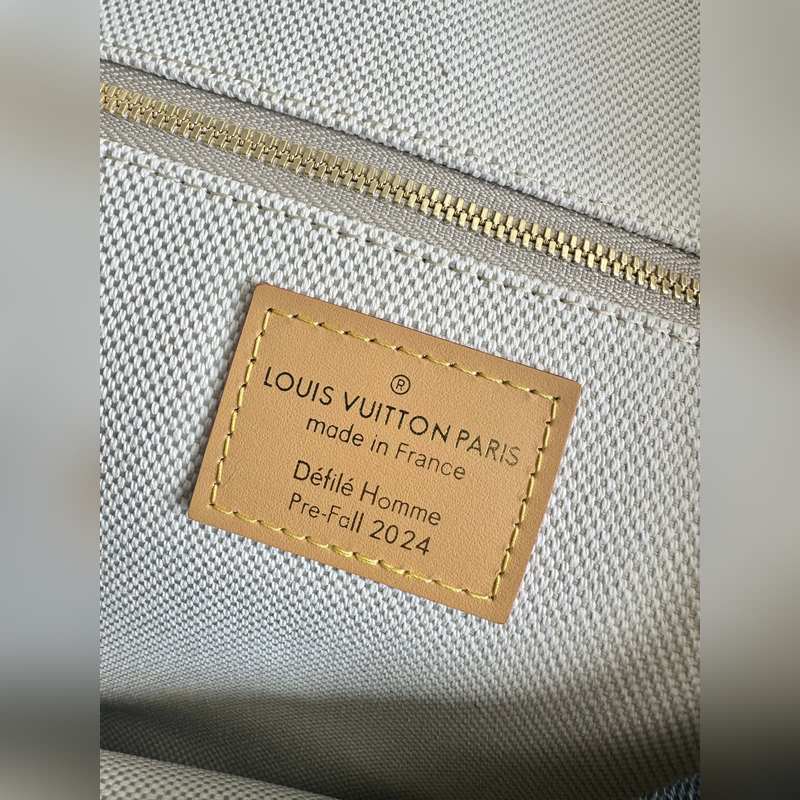 ®
LOUIS VUITTON PARIS
made in France
Défilé Homme
Pre-Fall 2024